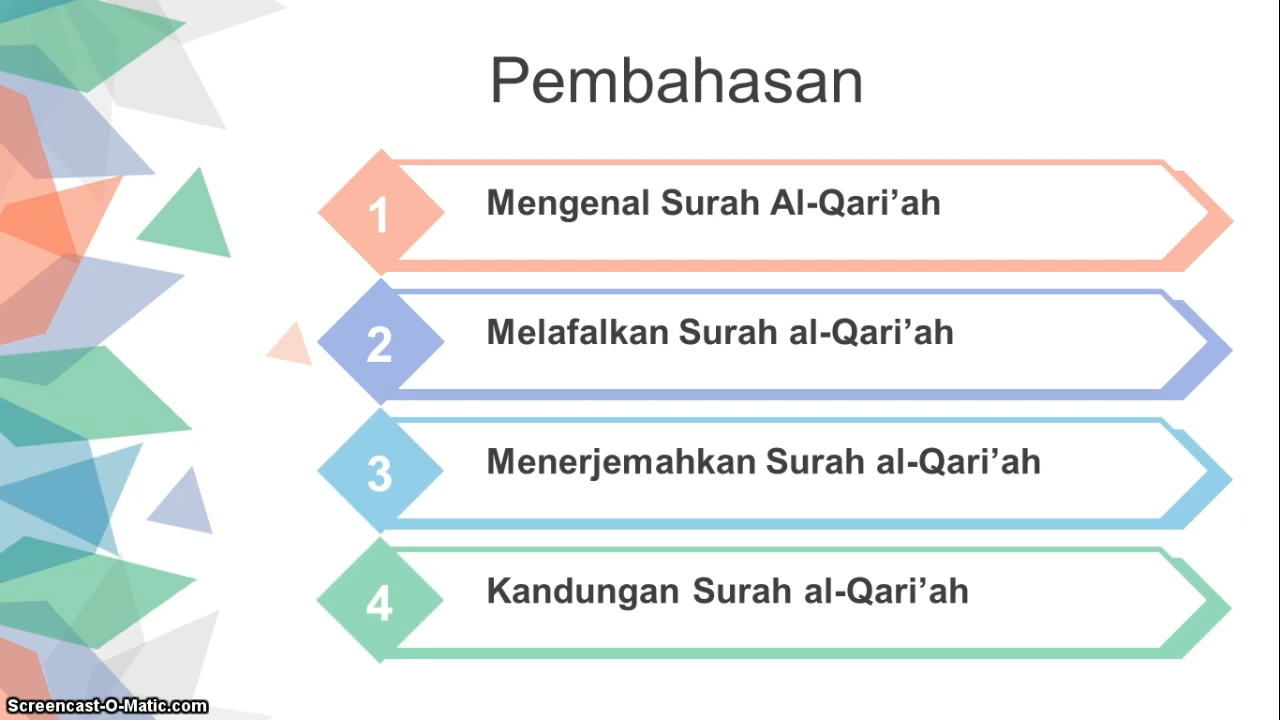 Pembahasan
1
Mengenal Surah Al-Qari’ah
2
Melafalkan Surah al-Qari’ah
3
Menerjemahkan Surah al-Qari’ah
4
Kandungan Surah al-Qari’ah
Screencast-O-Matic.com